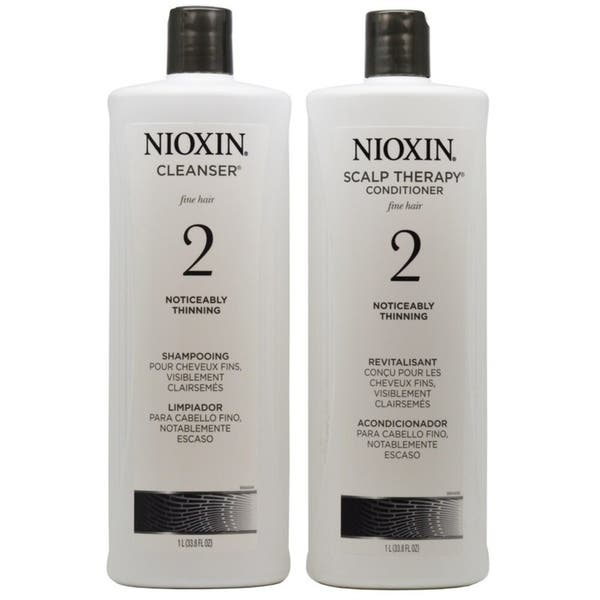 NIOXIN.
CLEANSER®
fine hair
2
NOTICEABLY
THINNING
SHAMPOOING
POUR CHEVEUX FINS,
VISIBLEMENT
CLAIRSEMÉS
LIMPIADOR
PARA CABELLO FINO,
NOTABLEMENTE
ESCASO
1 L (33.8 FL OZ)
NIOXIN.
SCALP THERAPY®
CONDITIONER
fine hair
2
NOTICEABLY
THINNING
REVITALISANT
CONÇU POUR LES
CHEVEUX FINS,
VISIBLEMENT
CLAIRSEMÉS
ACONDICIONADOR
PARA CABELLO FINO,
NOTABLEMENTE
ESCASO
1 L (33.8 FL OZ)